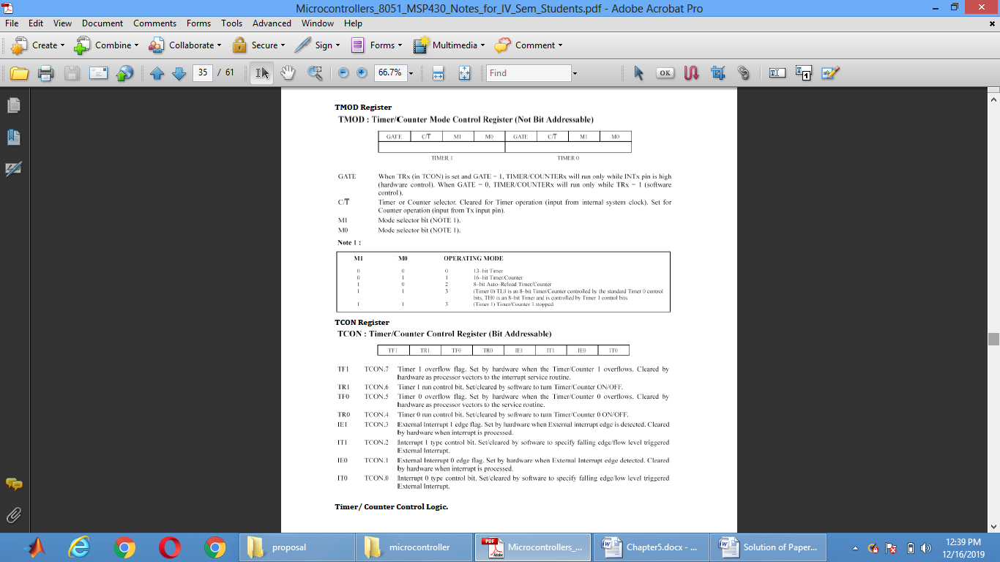 Microcontrollers_8051_MSP430_Notes_for_IV_Sem_Students.pdf - Adobe Acrobat Pro
File Edit View Document Comments Forms Tools Advanced Window Help
Create Combine Collaborate Secure Sign Forms Multimedia Comment
35 / 61 66.7% Find OK
TMOD Register
TMOD : Timer/Counter Mode Control Register (Not Bit Addressable)
GATE C/T̅ M1 M0 GATE C/T̅ M1 M0
TIMER 1 TIMER 0
GATE When TRx (in TCON) is set and GATE = 1, TIMER/COUNTERx will run only while INTx pin is high
(hardware control). When GATE = 0, TIMER/COUNTERx will run only while TRx = 1 (software
control).
C/T̅ Timer or Counter selector. Cleared for Timer operation (input from internal system clock). Set for
Counter operation (input from Tx input pin).
M1 Mode selector bit (NOTE 1).
M0 Mode selector bit (NOTE 1).
Note 1 :
M1 M0 OPERATING MODE
0 0 0 13-bit Timer
0 1 1 16-bit Timer/Counter
1 0 2 8-bit Auto-Reload Timer/Counter
1 1 3 (Timer 0) TL0 is an 8-bit Timer/Counter controlled by the standard Timer 0 control
bits, TH0 is an 8-bit Timer and is controlled by Timer 1 control bits.
1 1 3 (Timer 1) Timer/Counter 1 stopped
TCON Register
TCON : Timer/Counter Control Register (Bit Addressable)
TF1 TR1 TF0 TR0 IE1 IT1 IE0 IT0
TF1 TCON.7 Timer 1 overflow flag. Set by hardware when the Timer/Counter 1 overflows. Cleared by
hardware as processor vectors to the interrupt service routine.
TR1 TCON.6 Timer 1 run control bit. Set/cleared by software to turn Timer/Counter ON/OFF.
TF0 TCON.5 Timer 0 overflow flag. Set by hardware when the Timer/Counter 0 overflows. Cleared by
hardware as processor vectors to the service routine.
TR0 TCON.4 Timer 0 run control bit. Set/cleared by software to turn Timer/Counter 0 ON/OFF.
IE1 TCON.3 External Interrupt 1 edge flag. Set by hardware when External interrupt edge is detected. Cleared
by hardware when interrupt is processed.
IT1 TCON.2 Interrupt 1 type control bit. Set/cleared by software to specify falling edge/flow level triggered
External Interrupt.
IE0 TCON.1 External Interrupt 0 edge flag. Set by hardware when External Interrupt edge detected. Cleared
by hardware when interrupt is processed.
IT0 TCON.0 Interrupt 0 type control bit. Set/cleared by software to specify falling edge/low level triggered
External Interrupt.
Timer/ Counter Control Logic.
proposal microcontroller Microcontrollers_... Chapter5.docx - ... Solution of Paper...
12:39 PM
12/16/2019